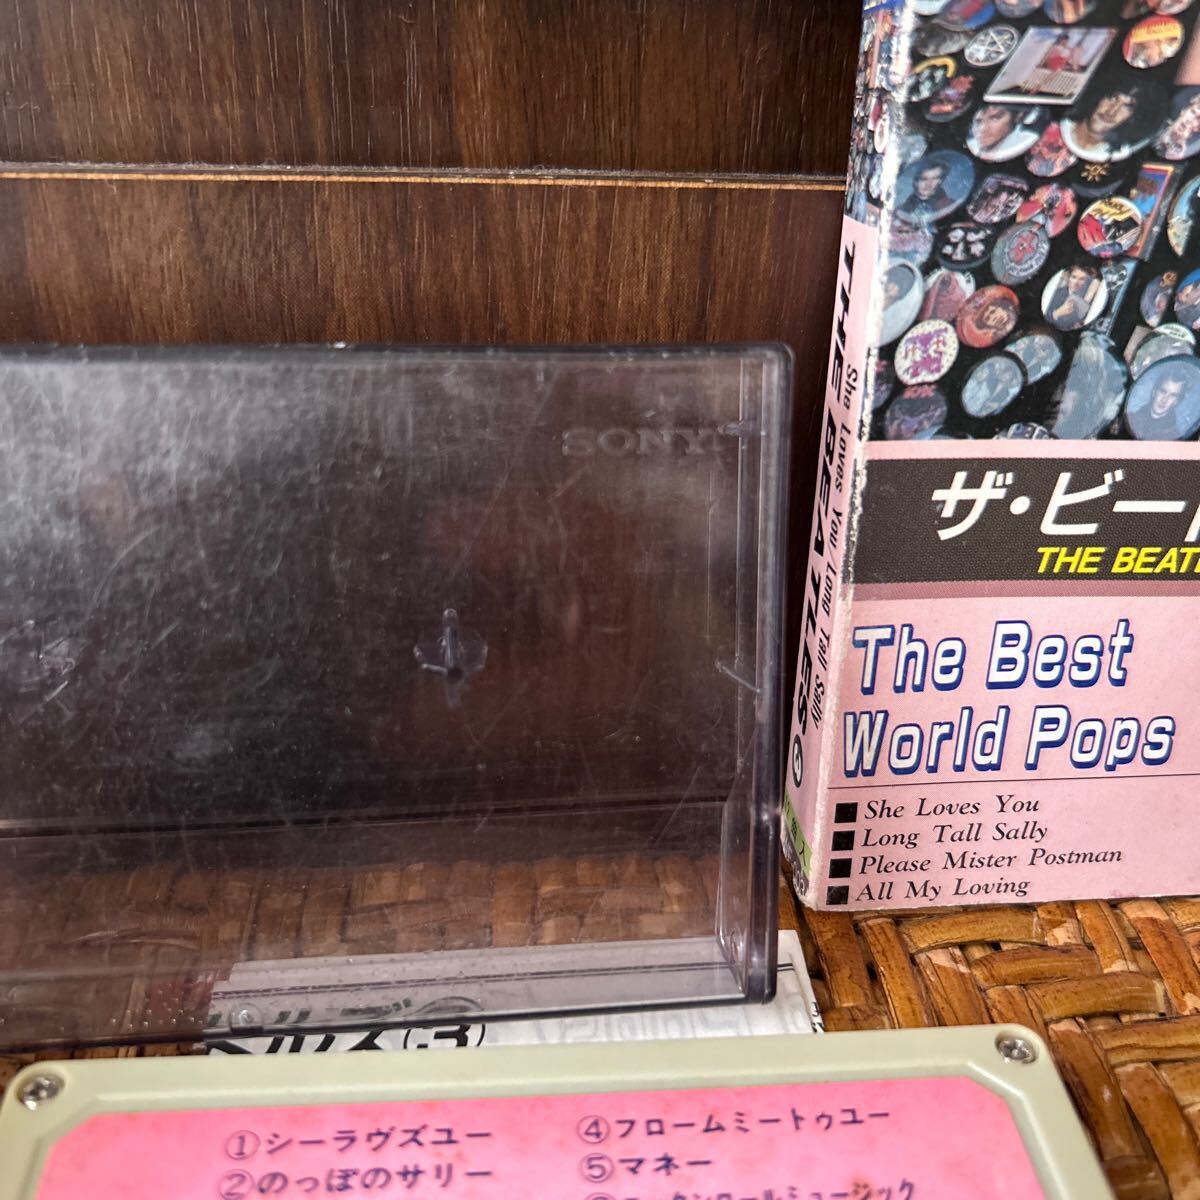 SONY
THE BEATLES ③
She Loves You/Long Tall Sally
ザ・ビー
THE BEAT
The Best
World Pops
She Loves You
Long Tall Sally
Please Mister Postman
All My Loving
①シーラヴズユー
②のっぽのサリー
④フロームミートゥユー
⑤マネー